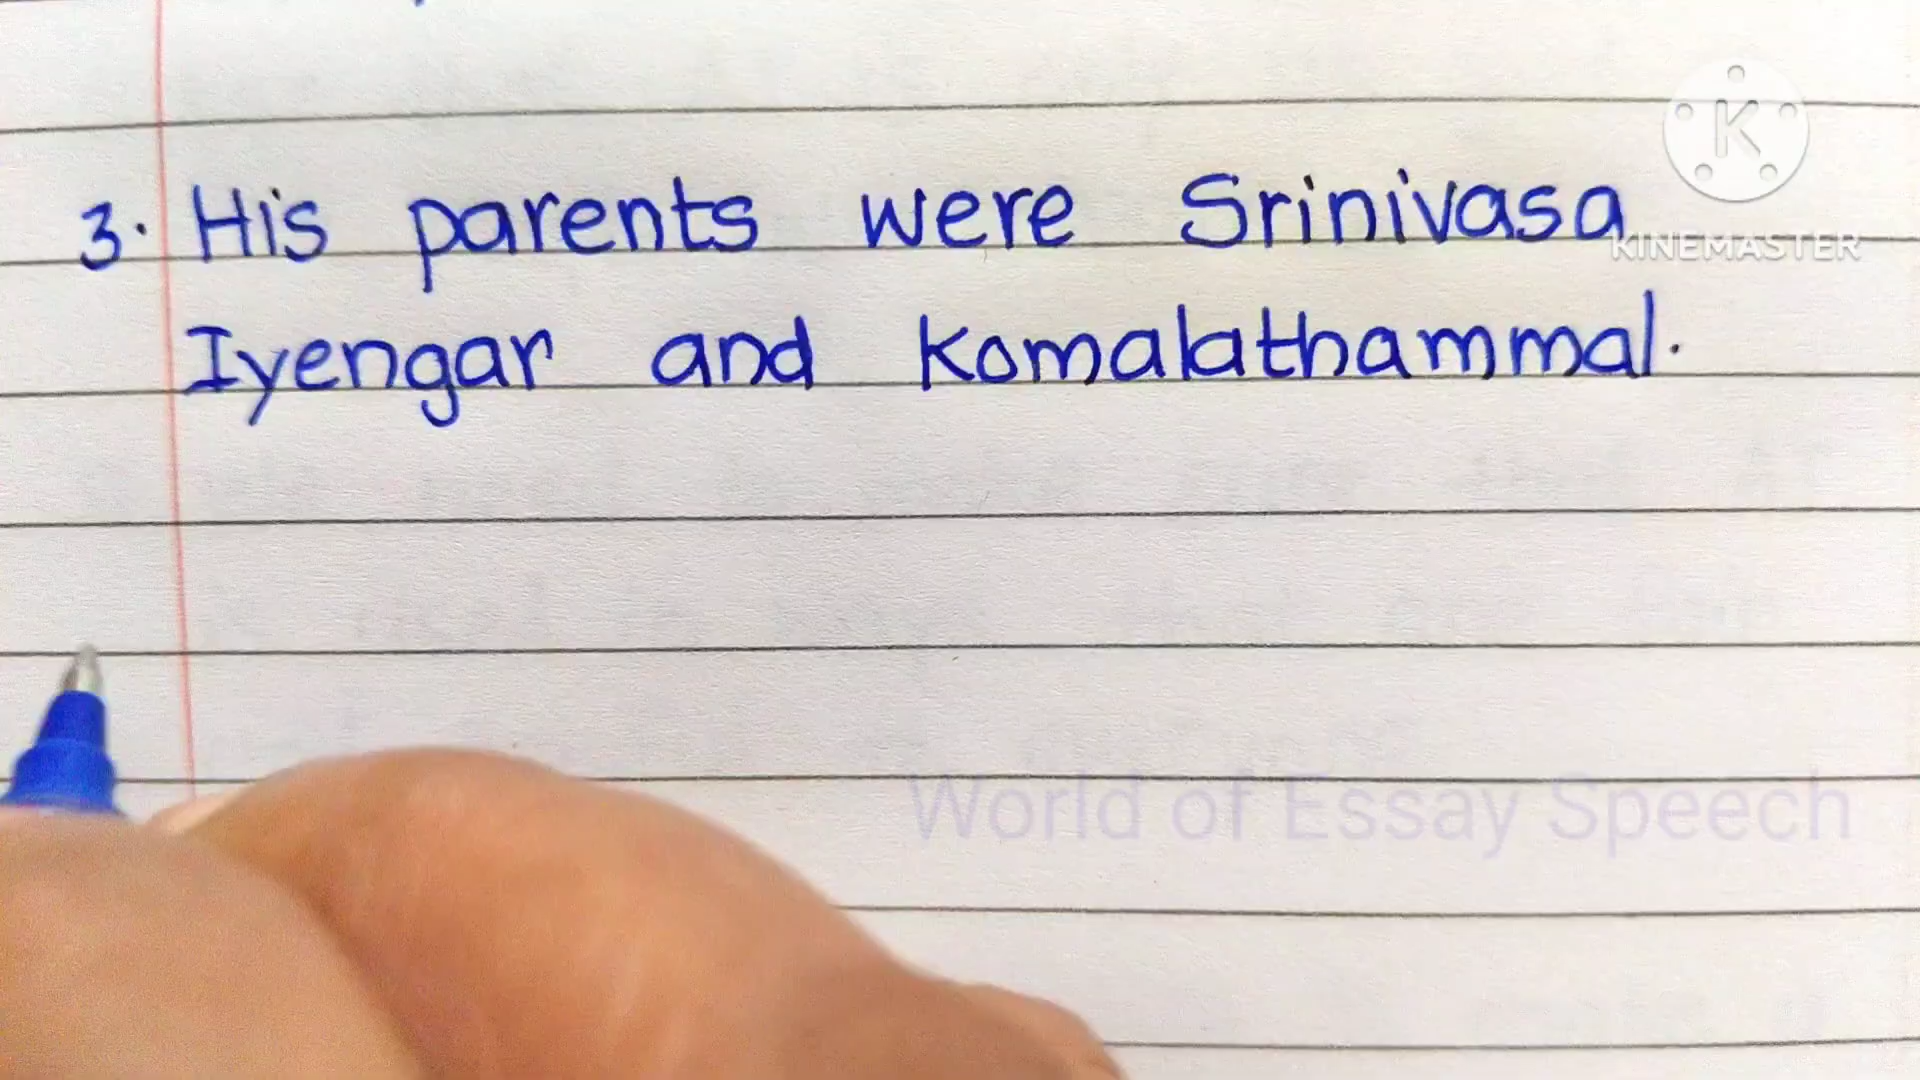 3. His parents were Srinivasa
Iyengar and Komalathammal.
K
KINEMASTER
World of Essay Speech